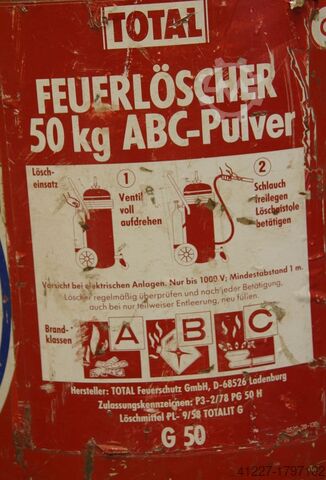 TOTAL
FEUERLÖSCHER
50 kg ABC-Pulver
Lösch-
einsatz
1
Ventil
voll
aufdrehen
2
Schlauch
freilegen
Löschpistole
betätigen
Vorsicht bei elektrischen Anlagen. Nur bis 1000 V; Mindestabstand 1 m.
Löscher regelmäßig überprüfen und nach jeder Betätigung,
auch bei nur teilweiser Entleerung, neu füllen.
Brand-
klassen
A B C
Hersteller: TOTAL Feuerschutz GmbH, D-68526 Ladenburg
Zulassungskennzeichen: P3-2/78 PG 50 H
Löschmittel PL- 9/58 TOTALIT G
G 50